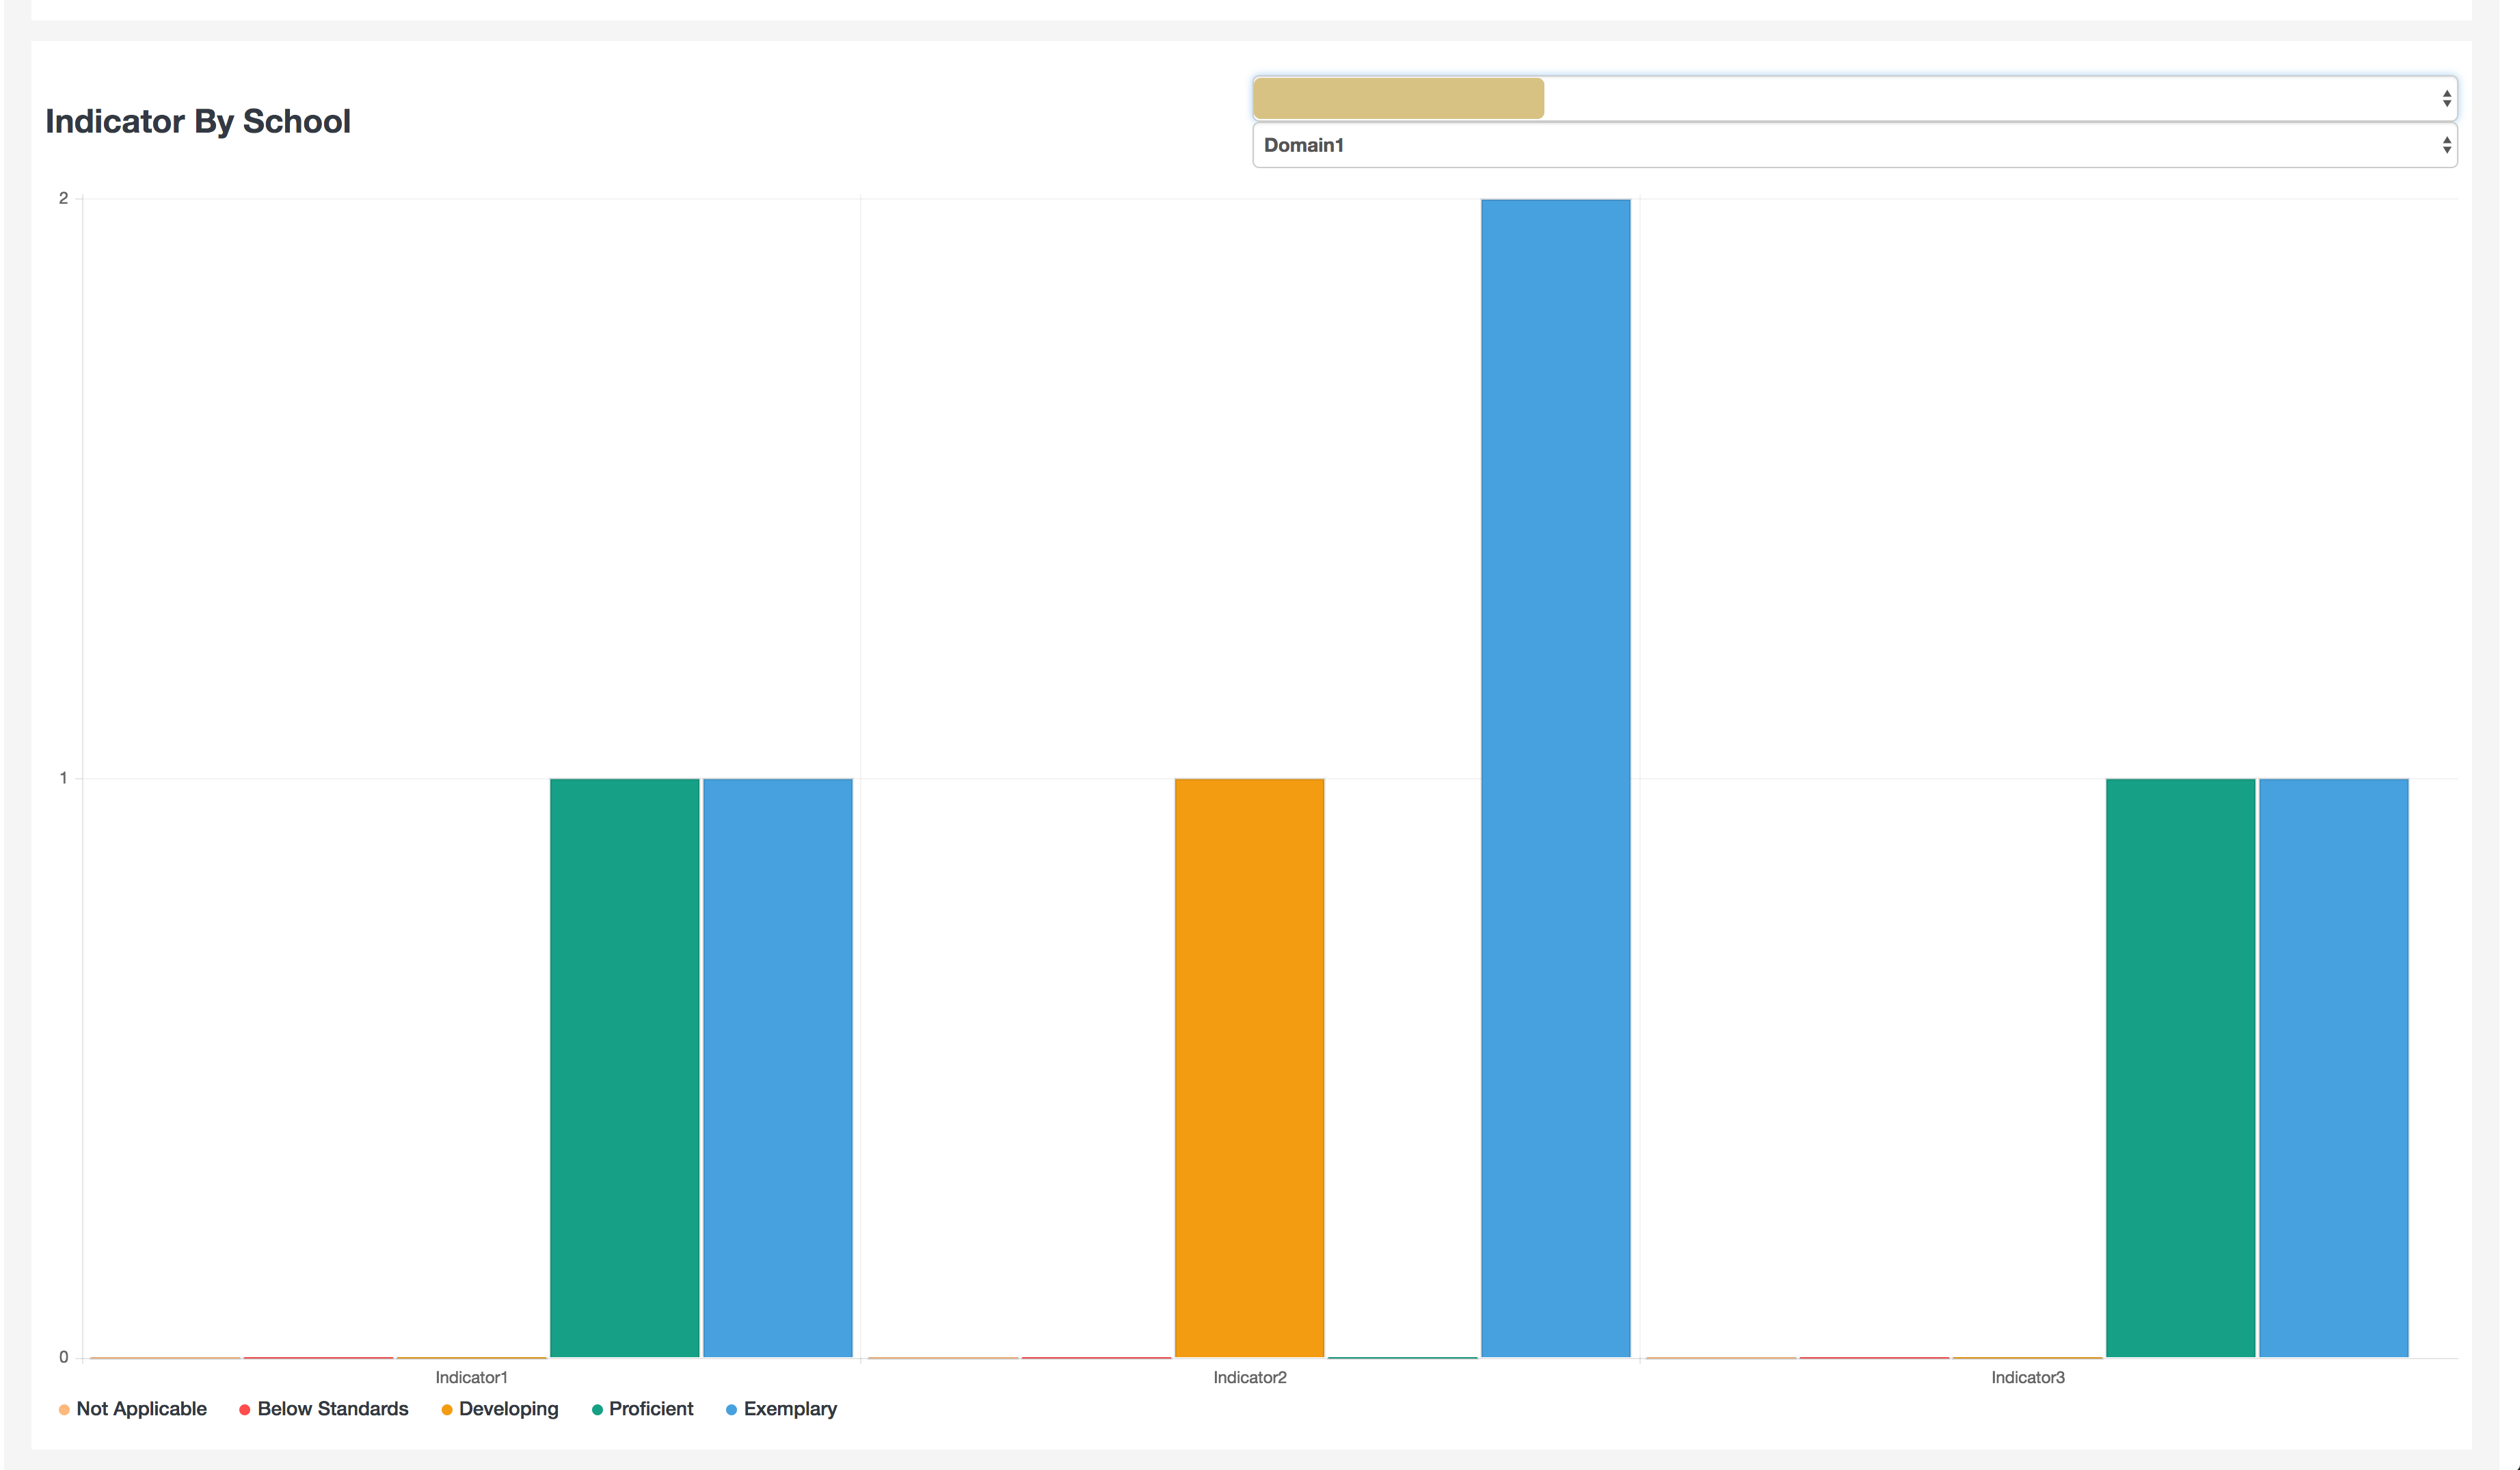 Indicator By School
Domain1
2
1
0
Indicator1 Indicator2 Indicator3
Not Applicable Below Standards Developing Proficient Exemplary